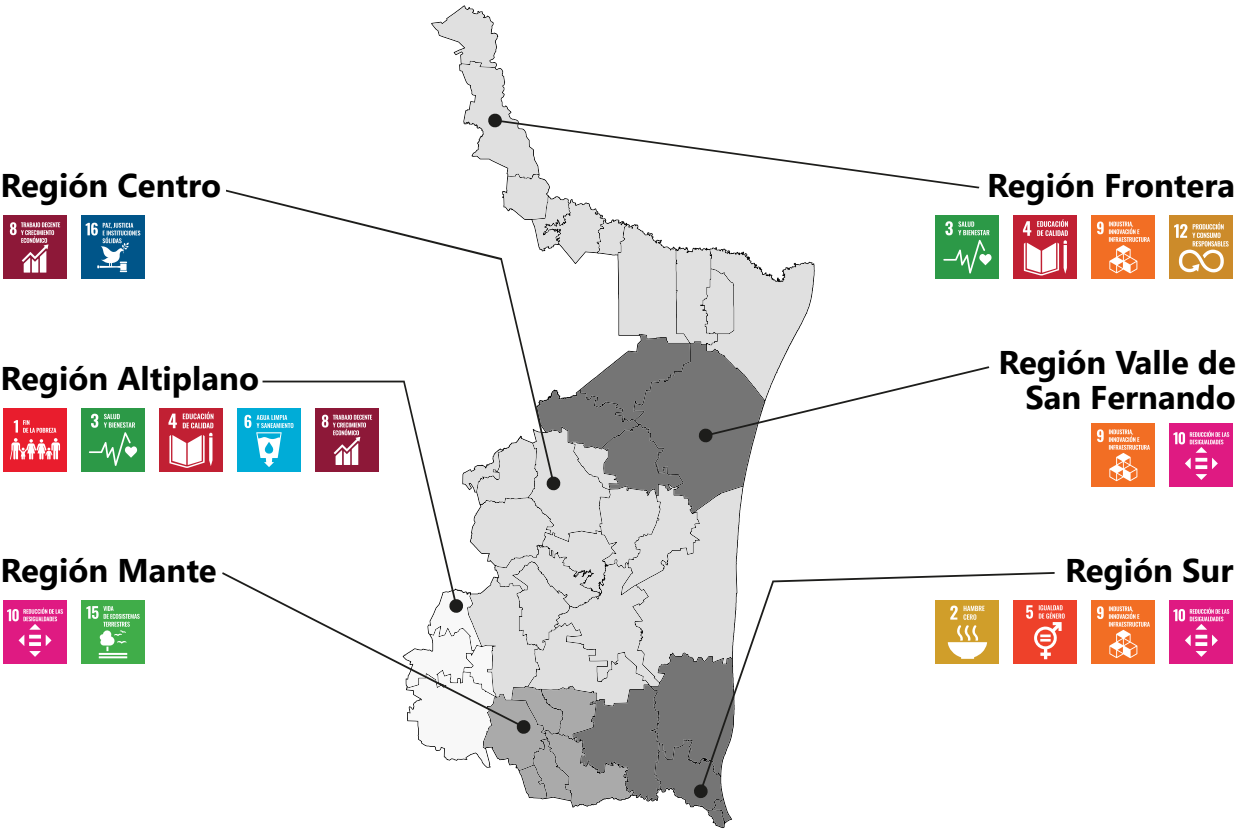 Región Centro
8 TRABAJO DECENTE
Y CRECIMIENTO
ECONÓMICO
16 PAZ, JUSTICIA
E INSTITUCIONES
SÓLIDAS
Región Altiplano
1 FIN
DE LA POBREZA
3 SALUD
Y BIENESTAR
4 EDUCACIÓN
DE CALIDAD
6 AGUA LIMPIA
Y SANEAMIENTO
8 TRABAJO DECENTE
Y CRECIMIENTO
ECONÓMICO
Región Mante
10 REDUCCIÓN DE LAS
DESIGUALDADES
15 VIDA
DE ECOSISTEMAS
TERRESTRES
Región Frontera
3 SALUD
Y BIENESTAR
4 EDUCACIÓN
DE CALIDAD
9 INDUSTRIA,
INNOVACIÓN E
INFRAESTRUCTURA
12 PRODUCCIÓN
Y CONSUMO
RESPONSABLES
Región Valle de
San Fernando
9 INDUSTRIA,
INNOVACIÓN E
INFRAESTRUCTURA
10 REDUCCIÓN DE LAS
DESIGUALDADES
Región Sur
2 HAMBRE
CERO
5 IGUALDAD
DE GÉNERO
9 INDUSTRIA,
INNOVACIÓN E
INFRAESTRUCTURA
10 REDUCCIÓN DE LAS
DESIGUALDADES